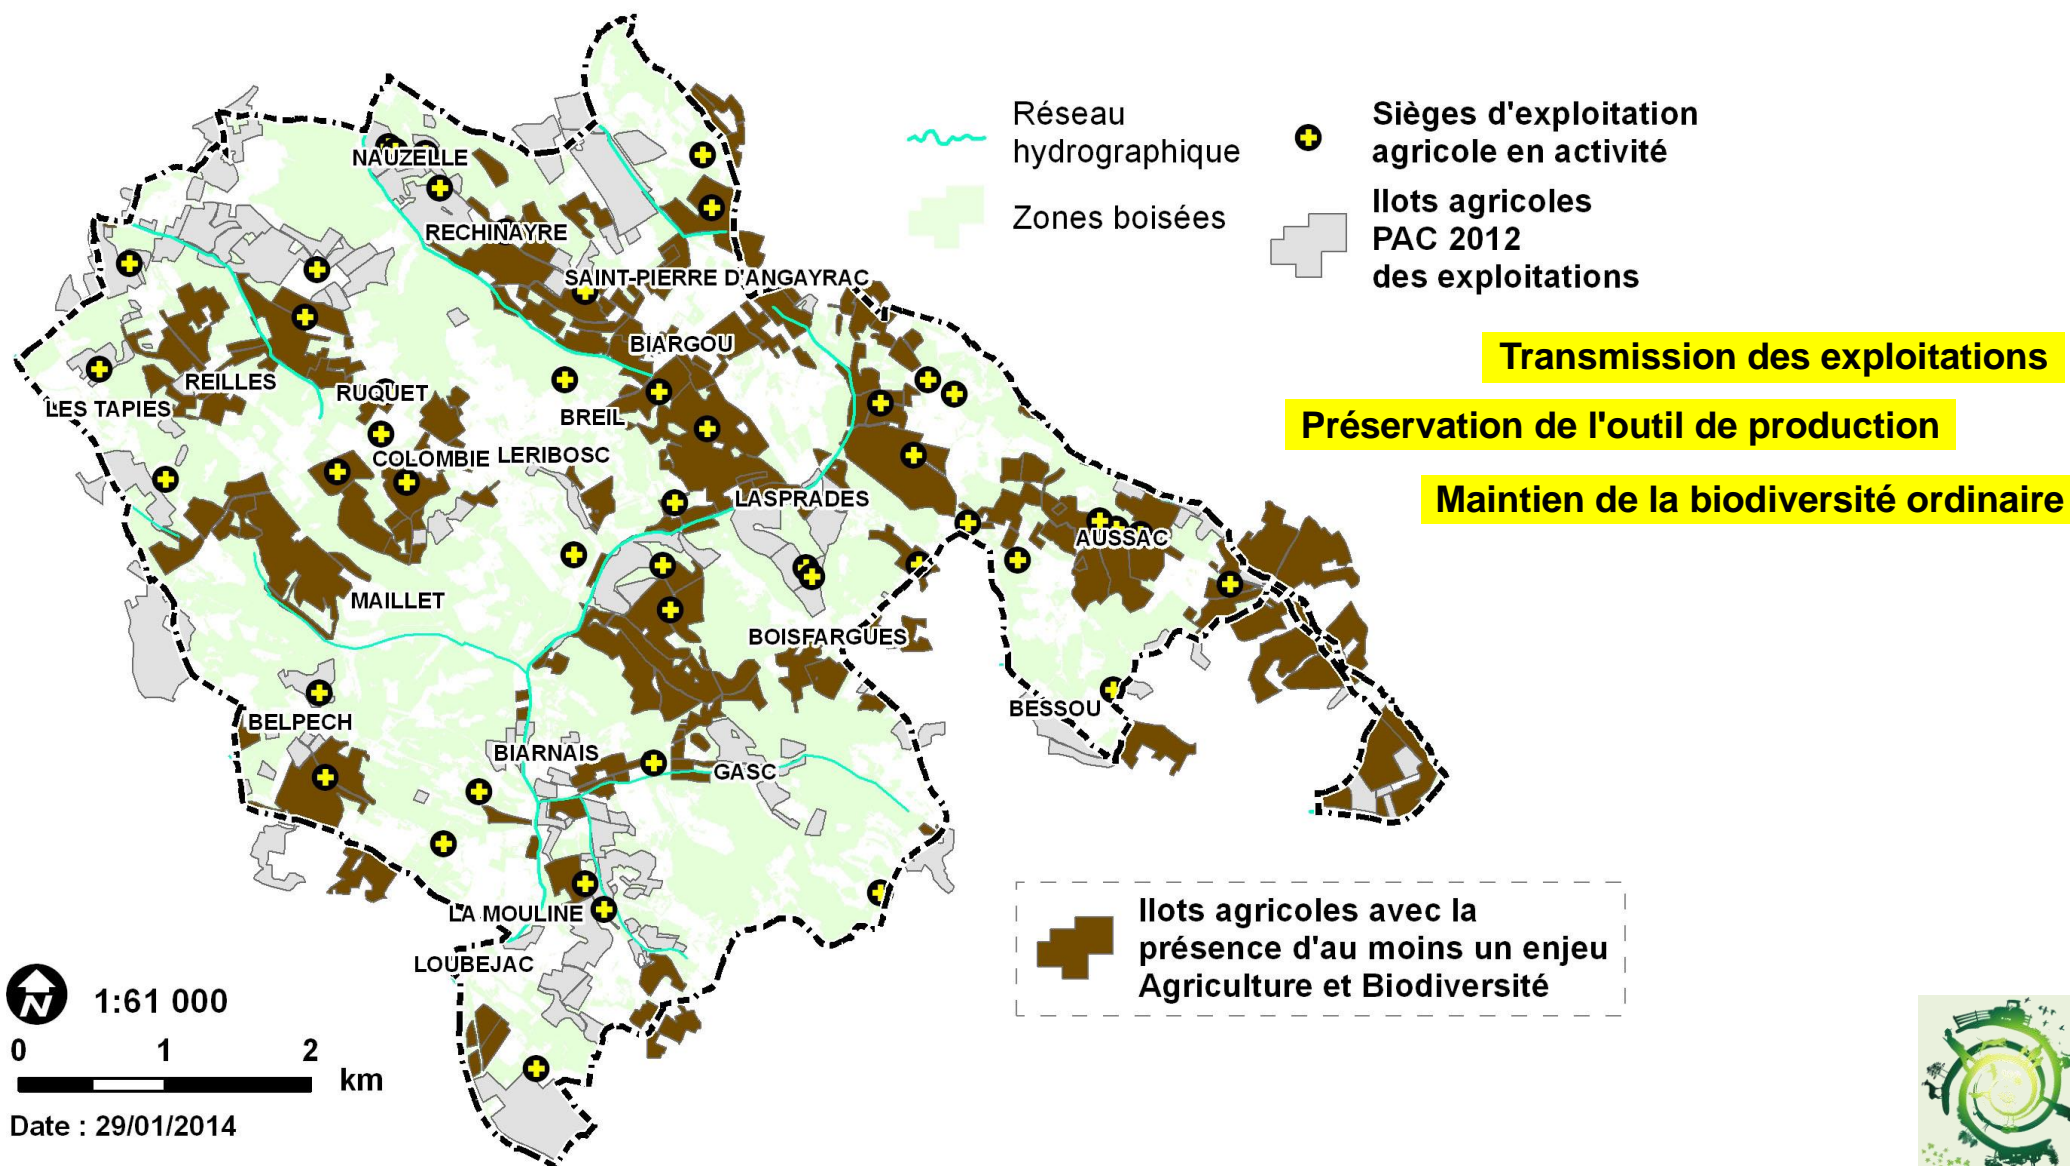 Réseau
hydrographique
Zones boisées
Sièges d'exploitation
agricole en activité
Ilots agricoles
PAC 2012
des exploitations
Transmission des exploitations
Préservation de l'outil de production
Maintien de la biodiversité ordinaire
NAUZELLE
RECHINAYRE
SAINT-PIERRE D'ANGAYRAC
BIARGOU
REILLES
RUQUET
LES TAPIES
BREIL
COLOMBIE
LERIBOSC
LASPRADES
AUSSAC
MAILLET
BOISFARGUES
BELPECH
BESSOU
BIARNAIS
GASC
LA MOULINE
LOUBEJAC
Ilots agricoles avec la
présence d'au moins un enjeu
Agriculture et Biodiversité
N
1:61 000
0 1 2
km
Date : 29/01/2014